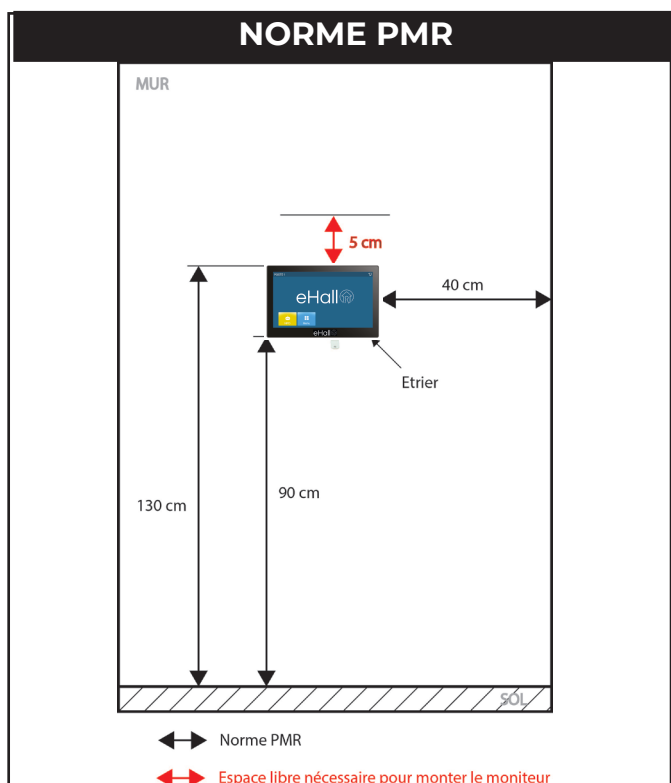 NORME PMR
MUR
5 cm
eHall
40 cm
eHall
Etrier
90 cm
130 cm
SOL
Norme PMR
Espace libre nécessaire pour monter le moniteur